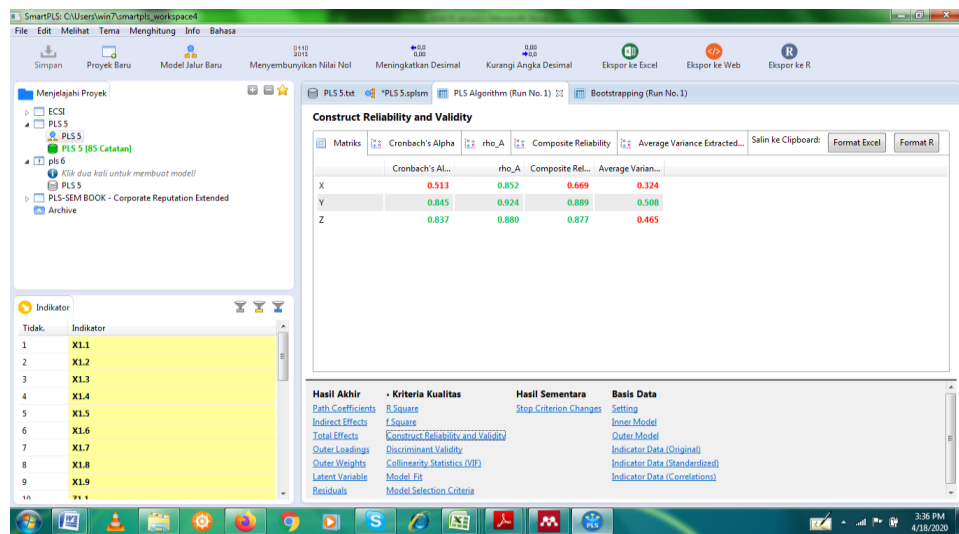 SmartPLS: C:\Users\win7\smartpls_workspace4
File Edit Melihat Tema Menghitung Info Bahasa
Simpan Proyek Baru Model Jalur Baru Menyembunyikan Nilai Nol Meningkatkan Desimal Kurangi Angka Desimal Ekspor ke Excel Ekspor ke Web Ekspor ke R
Menjelajahi Proyek
ECSI
PLS 5
PLS 5
PLS 5 [85 Catatan]
pls 6
Klik dua kali untuk membuat model!
PLS 5
PLS-SEM BOOK - Corporate Reputation Extended
Archive
Indikator
Tidak. Indikator
1 X1.1
2 X1.2
3 X1.3
4 X1.4
5 X1.5
6 X1.6
7 X1.7
8 X1.8
9 X1.9
10 Z1.1
PLS 5.txt *PLS 5.splsm PLS Algorithm (Run No. 1) Bootstrapping (Run No. 1)
Construct Reliability and Validity
Matriks Cronbach's Alpha rho_A Composite Reliability Average Variance Extracted... Salin ke Clipboard: Format Excel Format R
Cronbach's Al... rho_A Composite Rel... Average Varian...
X 0.513 0.852 0.669 0.324
Y 0.845 0.924 0.889 0.508
Z 0.837 0.880 0.877 0.465
Hasil Akhir Kriteria Kualitas Hasil Sementara Basis Data
Path Coefficients R Square Stop Criterion Changes Setting
Indirect Effects f Square Inner Model
Total Effects Construct Reliability and Validity Outer Model
Outer Loadings Discriminant Validity Indicator Data (Original)
Outer Weights Collinearity Statistics (VIF) Indicator Data (Standardized)
Latent Variable Model_Fit Indicator Data (Correlations)
Residuals Model Selection Criteria
3:36 PM
4/18/2020